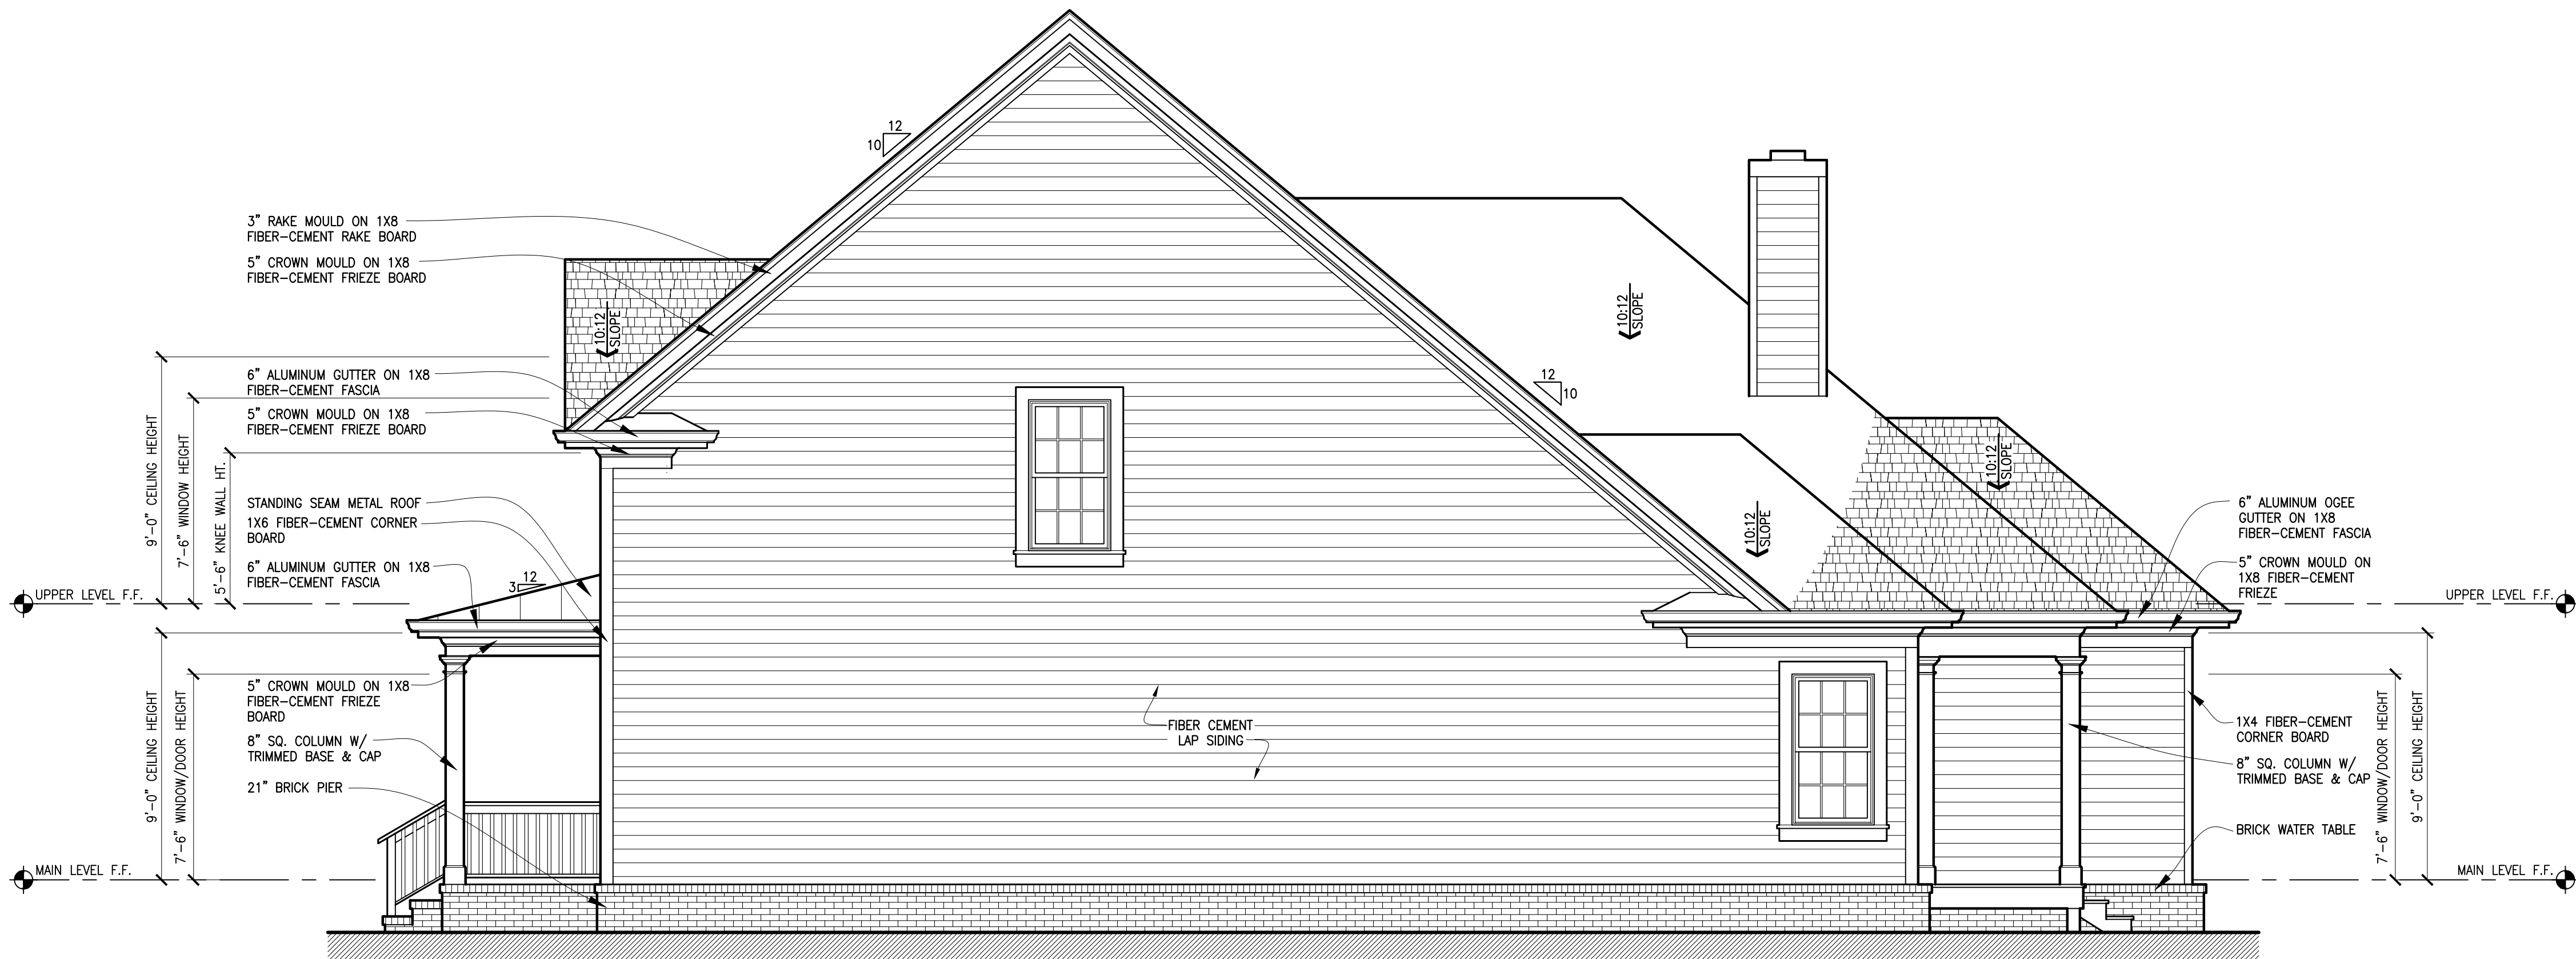 12
10
3” RAKE MOULD ON 1X8
FIBER-CEMENT RAKE BOARD
5” CROWN MOULD ON 1X8
FIBER-CEMENT FRIEZE BOARD
10:12
SLOPE
10:12
SLOPE
6” ALUMINUM GUTTER ON 1X8
FIBER-CEMENT FASCIA
12
10
5” CROWN MOULD ON 1X8
FIBER-CEMENT FRIEZE BOARD
9'-0” CEILING HEIGHT
7'-6” WINDOW HEIGHT
5'-6” KNEE WALL HT.
10:12
SLOPE
STANDING SEAM METAL ROOF
1X6 FIBER-CEMENT CORNER
BOARD
10:12
SLOPE
6” ALUMINUM OGEE
GUTTER ON 1X8
FIBER-CEMENT FASCIA
6” ALUMINUM GUTTER ON 1X8
FIBER-CEMENT FASCIA
12
3
5” CROWN MOULD ON
1X8 FIBER-CEMENT
FRIEZE
UPPER LEVEL F.F.
UPPER LEVEL F.F.
5” CROWN MOULD ON 1X8
FIBER-CEMENT FRIEZE
BOARD
9'-0” CEILING HEIGHT
7'-6” WINDOW/DOOR HEIGHT
8” SQ. COLUMN W/
TRIMMED BASE & CAP
21” BRICK PIER
FIBER CEMENT
LAP SIDING
1X4 FIBER-CEMENT
CORNER BOARD
8” SQ. COLUMN W/
TRIMMED BASE & CAP
7'-6” WINDOW/DOOR HEIGHT
9'-0” CEILING HEIGHT
BRICK WATER TABLE
MAIN LEVEL F.F.
MAIN LEVEL F.F.